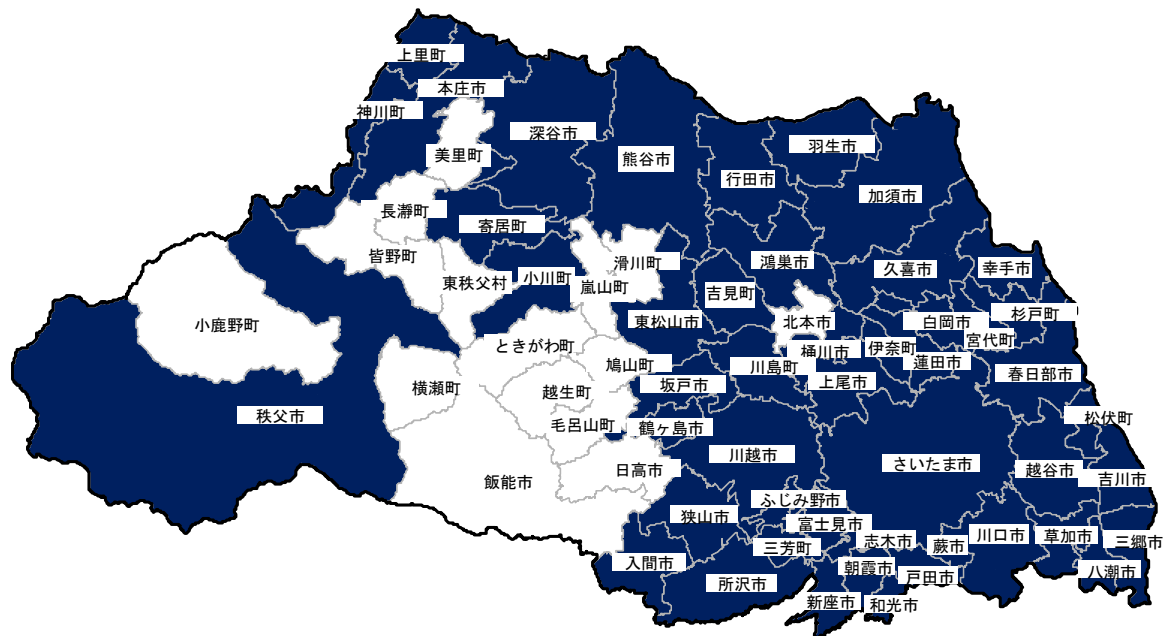 上里町
本庄市
神川町
深谷市
羽生市
美里町
熊谷市
行田市
加須市
長瀞町
寄居町
皆野町
滑川町
鴻巣市
久喜市
幸手市
東秩父村
小川町
嵐山町
吉見町
杉戸町
小鹿野町
東松山市
北本市
白岡市
宮代町
ときがわ町
桶川市
伊奈町
蓮田市
鳩山町
川島町
春日部市
横瀬町
越生町
坂戸市
上尾市
秩父市
毛呂山町
鶴ヶ島市
松伏町
川越市
さいたま市
越谷市
吉川市
日高市
飯能市
ふじみ野市
狭山市
富士見市
志木市
川口市
草加市
三郷市
三芳町
蕨市
入間市
朝霞市
戸田市
八潮市
所沢市
新座市
和光市